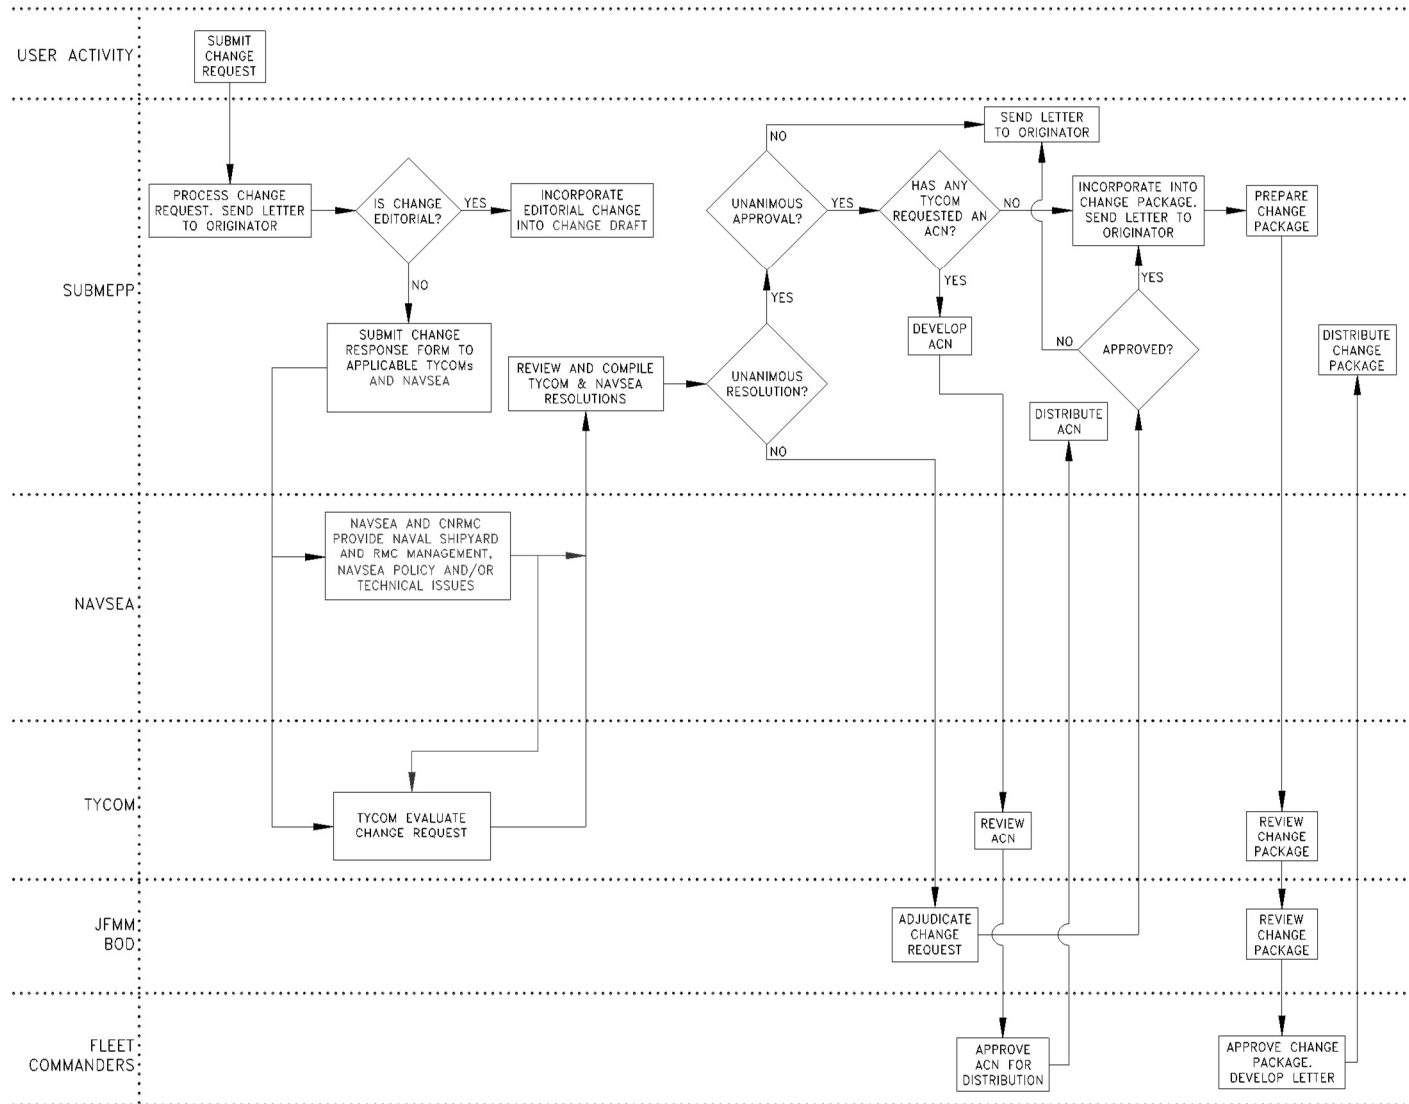 USER ACTIVITY
SUBMIT
CHANGE
REQUEST
SUBMEPP
PROCESS CHANGE
REQUEST. SEND LETTER
TO ORIGINATOR
IS CHANGE
EDITORIAL?
YES
INCORPORATE
EDITORIAL CHANGE
INTO CHANGE DRAFT
NO
SUBMIT CHANGE
RESPONSE FORM TO
APPLICABLE TYCOMs
AND NAVSEA
REVIEW AND COMPILE
TYCOM & NAVSEA
RESOLUTIONS
UNANIMOUS
RESOLUTION?
YES
NO
UNANIMOUS
APPROVAL?
NO
YES
SEND LETTER
TO ORIGINATOR
HAS ANY
TYCOM
REQUESTED AN
ACN?
NO
YES
DEVELOP
ACN
INCORPORATE INTO
CHANGE PACKAGE.
SEND LETTER TO
ORIGINATOR
YES
NO
APPROVED?
PREPARE
CHANGE
PACKAGE
DISTRIBUTE
ACN
DISTRIBUTE
CHANGE
PACKAGE
NAVSEA
NAVSEA AND CNRMC
PROVIDE NAVAL SHIPYARD
AND RMC MANAGEMENT,
NAVSEA POLICY AND/OR
TECHNICAL ISSUES
TYCOM
TYCOM EVALUATE
CHANGE REQUEST
REVIEW
ACN
REVIEW
CHANGE
PACKAGE
JFMM
BOD
ADJUDICATE
CHANGE
REQUEST
REVIEW
CHANGE
PACKAGE
FLEET
COMMANDERS
APPROVE
ACN FOR
DISTRIBUTION
APPROVE CHANGE
PACKAGE.
DEVELOP LETTER